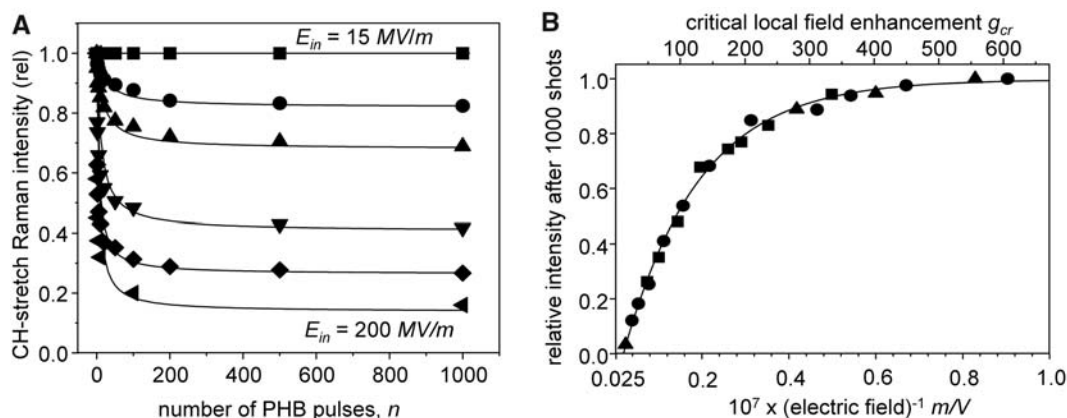 A
CH-stretch Raman intensity (rel)
1.0
0.8
0.6
0.4
0.2
0.0
E_in = 15 MV/m
E_in = 200 MV/m
0 200 400 600 800 1000
number of PHB pulses, n
B
critical local field enhancement g_cr
100 200 300 400 500 600
relative intensity after 1000 shots
1.0
0.8
0.6
0.4
0.2
0.0
0.025 0.2 0.4 0.6 0.8 1.0
10⁷ x (electric field)⁻¹ m/V